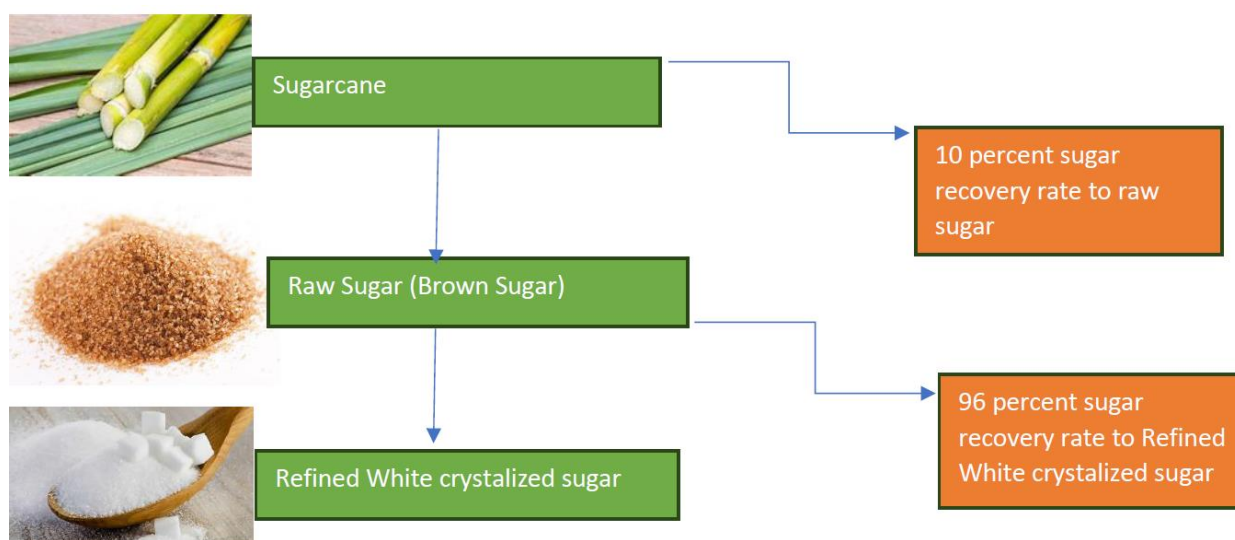 Sugarcane
10 percent sugar
recovery rate to raw
sugar
Raw Sugar (Brown Sugar)
96 percent sugar
recovery rate to Refined
White crystalized sugar
Refined White crystalized sugar